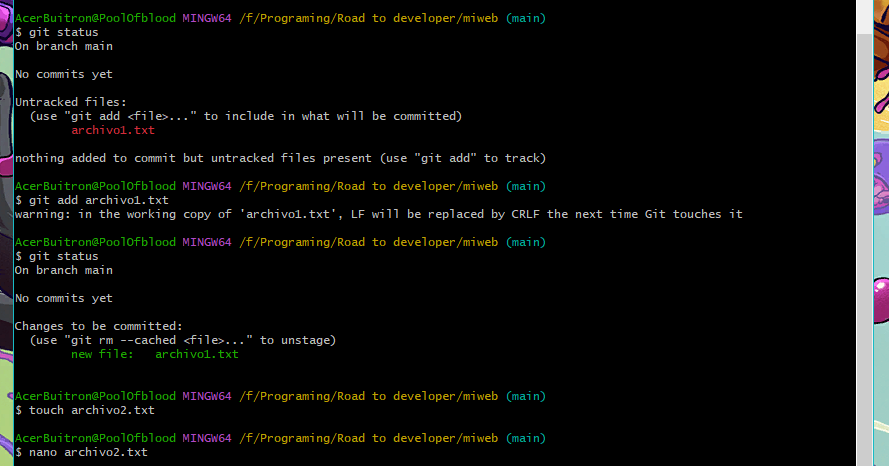 AcerBuitron@PoolOfblood MINGW64 /f/Programing/Road to developer/miweb (main)
$ git status
On branch main
No commits yet
Untracked files:
(use "git add <file>..." to include in what will be committed)
archivo1.txt
nothing added to commit but untracked files present (use "git add" to track)
AcerBuitron@PoolOfblood MINGW64 /f/Programing/Road to developer/miweb (main)
$ git add archivo1.txt
warning: in the working copy of 'archivo1.txt', LF will be replaced by CRLF the next time Git touches it
AcerBuitron@PoolOfblood MINGW64 /f/Programing/Road to developer/miweb (main)
$ git status
On branch main
No commits yet
Changes to be committed:
(use "git rm --cached <file>..." to unstage)
new file:   archivo1.txt
AcerBuitron@PoolOfblood MINGW64 /f/Programing/Road to developer/miweb (main)
$ touch archivo2.txt
AcerBuitron@PoolOfblood MINGW64 /f/Programing/Road to developer/miweb (main)
$ nano archivo2.txt